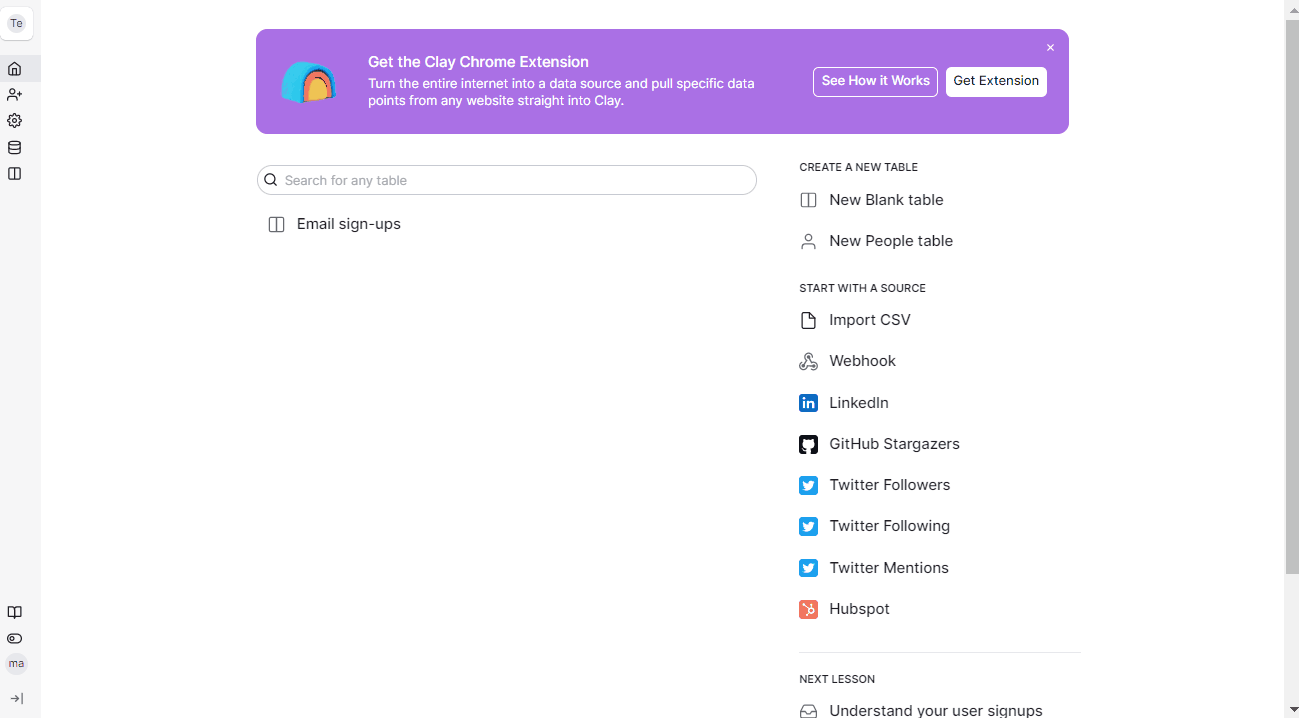 Te
Get the Clay Chrome Extension
Turn the entire internet into a data source and pull specific data
points from any website straight into Clay.
See How it Works
Get Extension
Search for any table
Email sign-ups
CREATE A NEW TABLE
New Blank table
New People table
START WITH A SOURCE
Import CSV
Webhook
LinkedIn
GitHub Stargazers
Twitter Followers
Twitter Following
Twitter Mentions
Hubspot
NEXT LESSON
Understand your user signups
ma